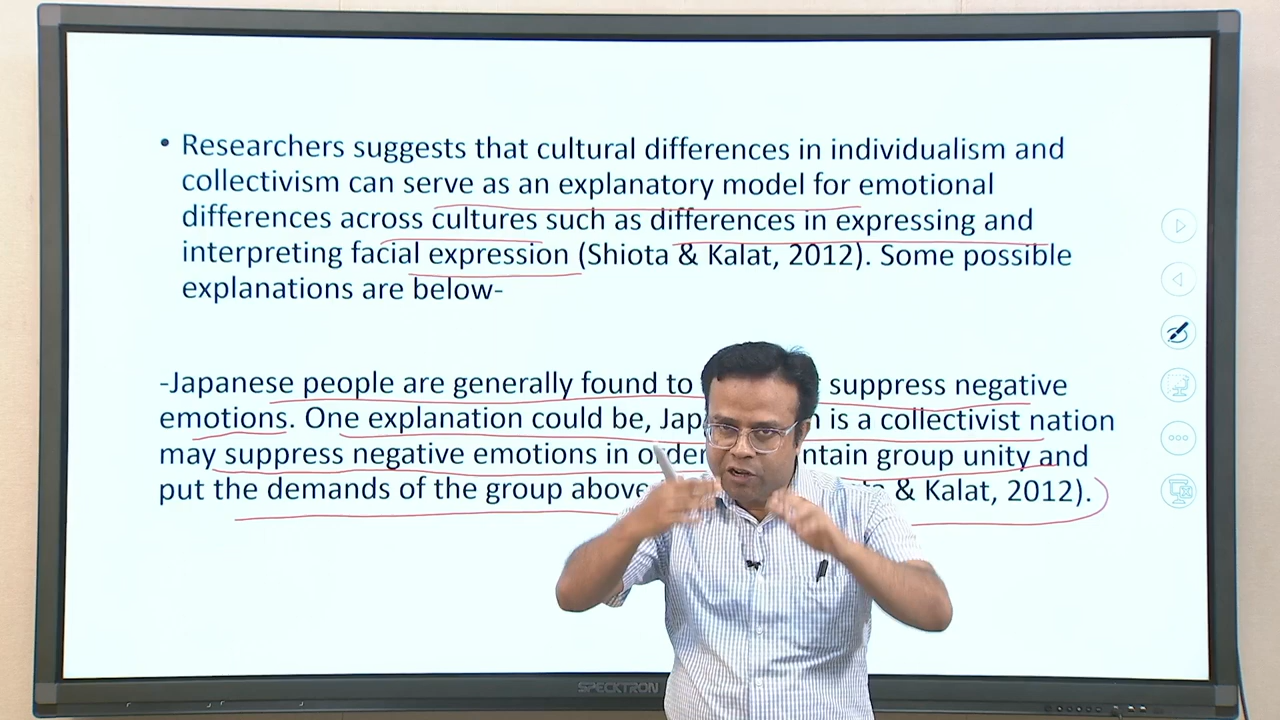 • Researchers suggests that cultural differences in individualism and
collectivism can serve as an explanatory model for emotional
differences across cultures such as differences in expressing and
interpreting facial expression (Shiota & Kalat, 2012). Some possible
explanations are below-
-Japanese people are generally found to suppress negative
emotions. One explanation could be, is a collectivist nation
may suppress negative emotions in group unity and
put the demands of the group above & Kalat, 2012).
SPECKTRON